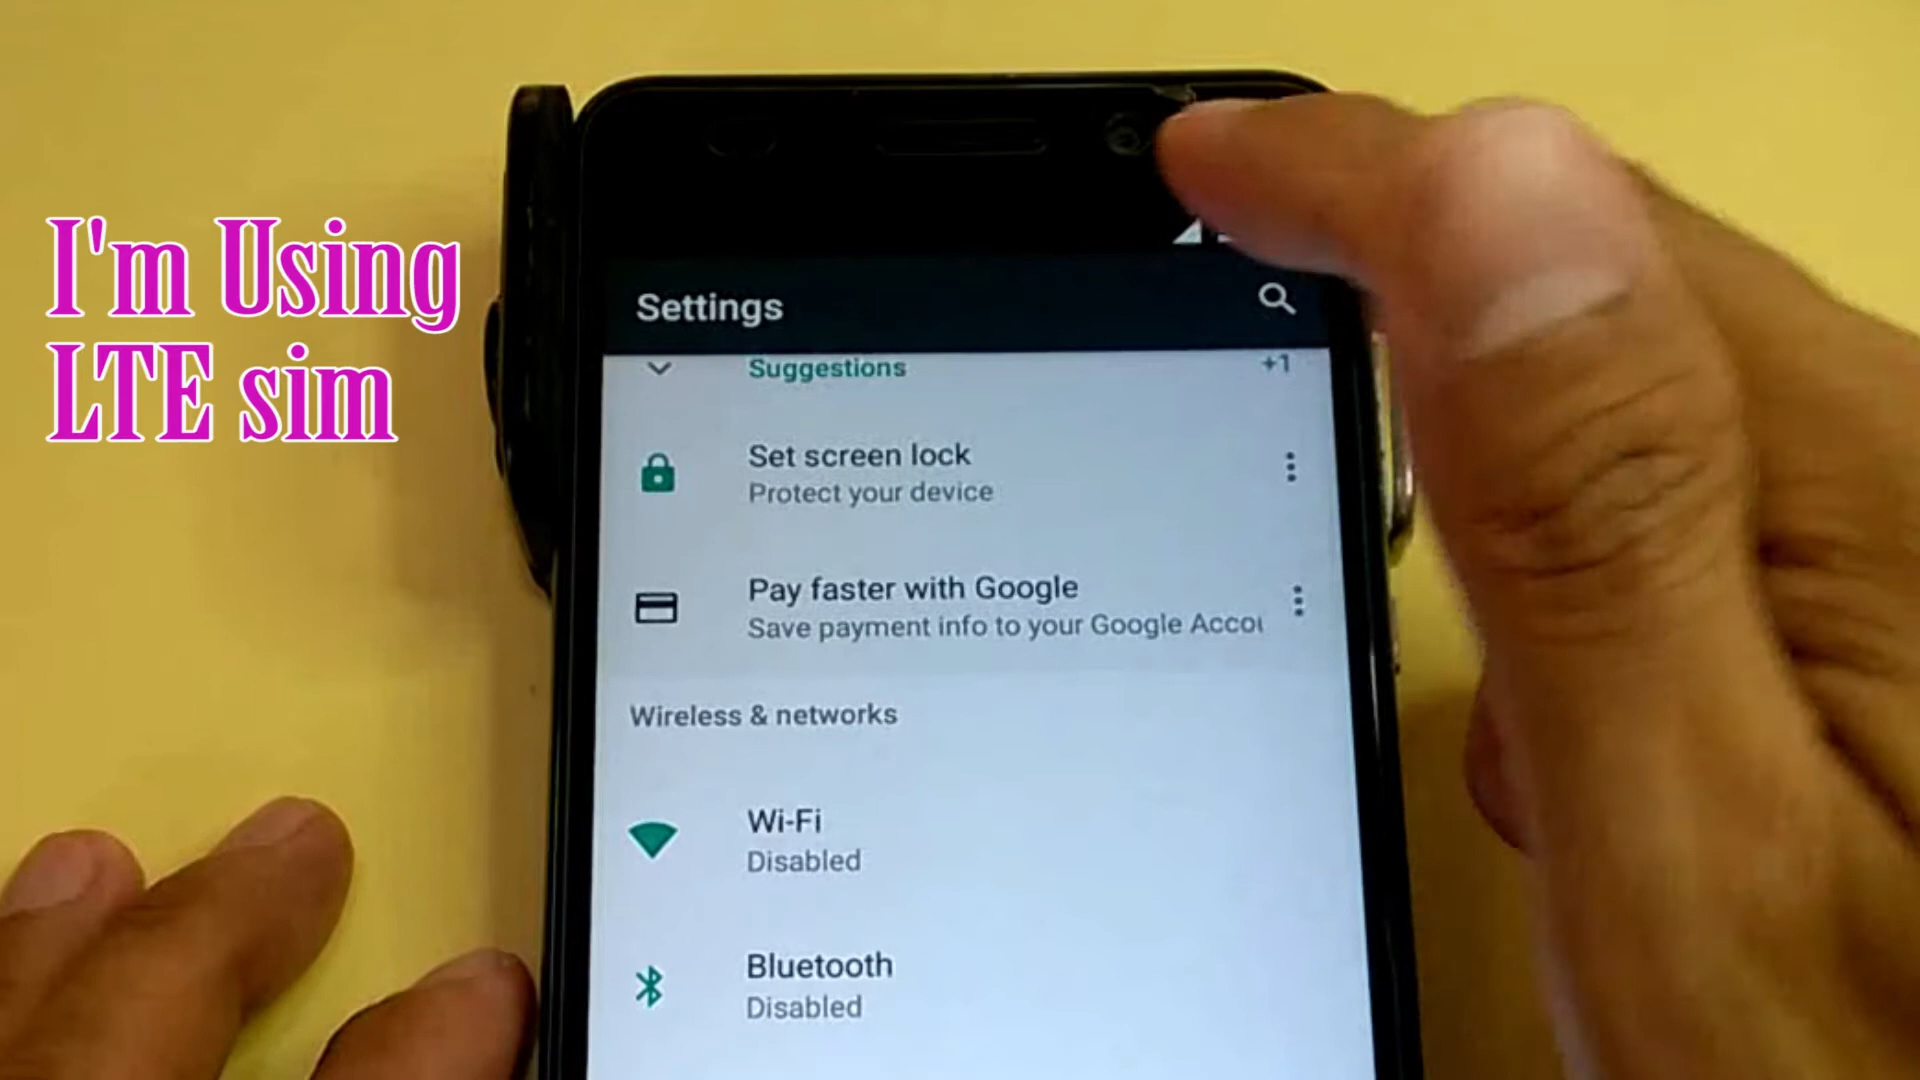 I'm Using
LTE sim
Settings
Suggestions +1
Set screen lock
Protect your device
Pay faster with Google
Save payment info to your Google Accou
Wireless & networks
Wi-Fi
Disabled
Bluetooth
Disabled